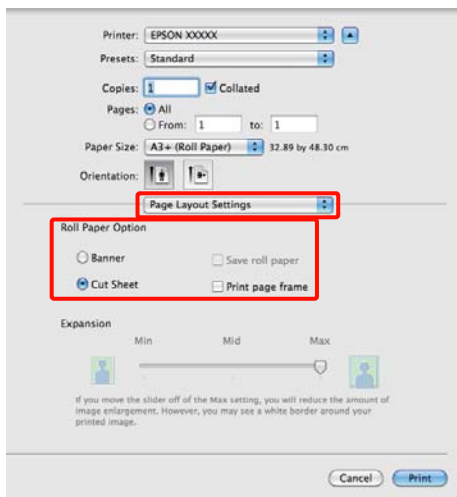 Printer: EPSON XXXXX
Presets: Standard
Copies: 1 Collated
Pages: All
From: 1 to: 1
Paper Size: A3+ (Roll Paper) 32.89 by 48.30 cm
Orientation:
Page Layout Settings
Roll Paper Option
Banner Save roll paper
Cut Sheet Print page frame
Expansion
Min Mid Max
If you move the slider off of the Max setting, you will reduce the amount of
image enlargement. However, you may see a white border around your
printed image.
Cancel Print